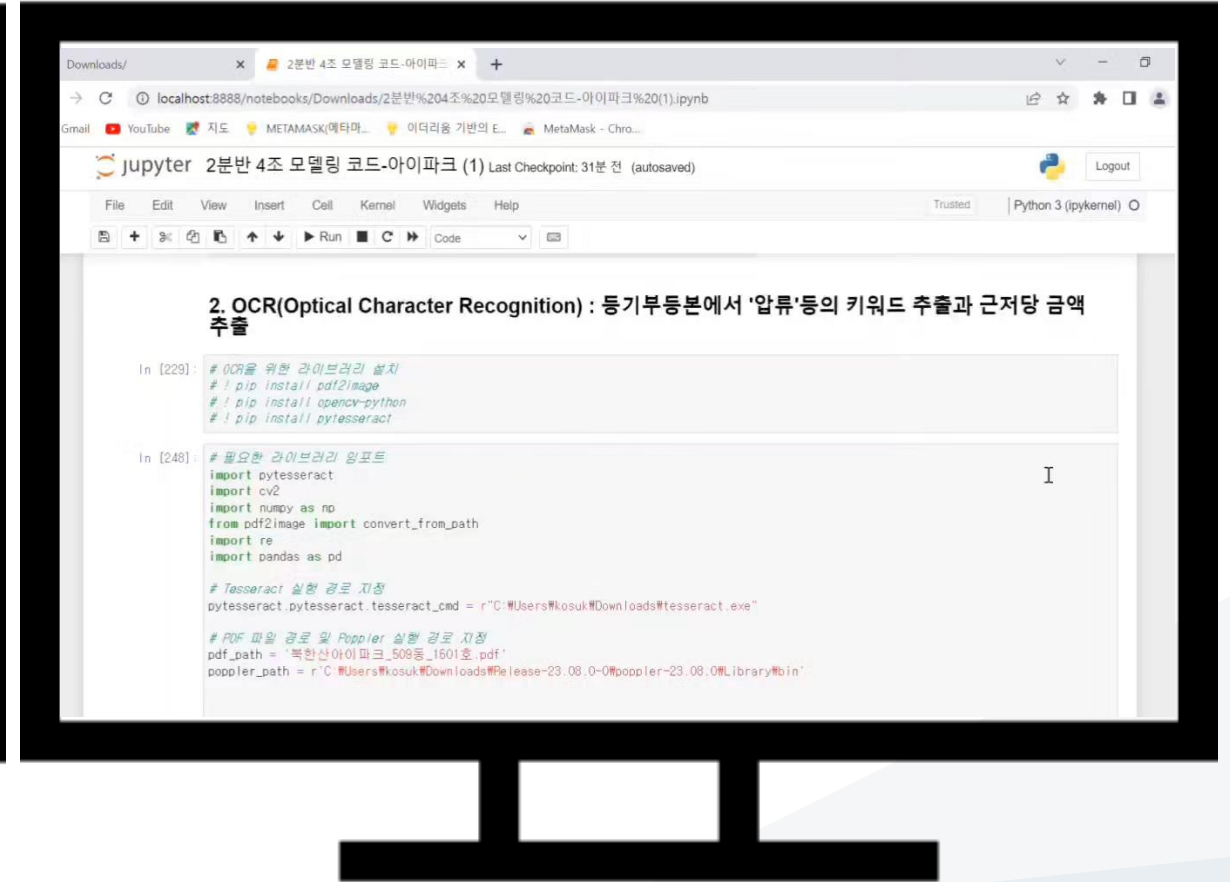 Downloads/
2분반 4조 모델링 코드-아이파크
localhost:8888/notebooks/Downloads/2분반%204조%20모델링%20코드-아이파크%20(1).ipynb
Gmail YouTube 지도 METAMASK(메타마... 이더리움 기반의 E... MetaMask - Chro...
jupyter 2분반 4조 모델링 코드-아이파크 (1) Last Checkpoint: 31분 전 (autosaved)
Logout
File Edit View Insert Cell Kernel Widgets Help
Trusted Python 3 (ipykernel)
Run Code
2. OCR(Optical Character Recognition) : 등기부등본에서 '압류'등의 키워드 추출과 근저당 금액
추출
In [229]: # OCR을 위한 라이브러리 설치
# ! pip install pdf2image
# ! pip install opencv-python
# ! pip install pytesseract
In [248]: # 필요한 라이브러리 임포트
import pytesseract
import cv2
import numpy as np
from pdf2image import convert_from_path
import re
import pandas as pd
# Tesseract 실행 경로 지정
pytesseract.pytesseract.tesseract_cmd = r"C:₩Users₩kosuk₩Downloads₩tesseract.exe"
# PDF 파일 경로 및 Poppler 실행 경로 지정
pdf_path = '북한산아이파크_509동_1601호.pdf'
poppler_path = r'C:₩Users₩kosuk₩Downloads₩Release-23.08.0-0₩poppler-23.08.0₩Library₩bin'